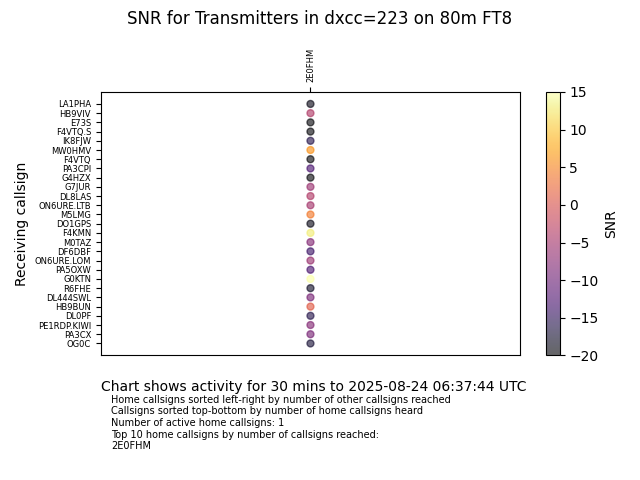 SNR for Transmitters in dxcc=223 on 80m FT8
2E0FHM
LA1PHA
HB9VIV
E73S
F4VTQ.S
IK8FJW
MW0HMV
F4VTQ
PA3CPI
G4HZX
G7JUR
DL8LAS
ON6URE.LTB
M5LMG
DO1GPS
F4KMN
M0TAZ
DF6DBF
ON6URE.LOM
PA5OXW
G0KTN
R6FHE
DL444SWL
HB9BUN
DL0PF
PE1RDP.KIWI
PA3CX
OG0C
Receiving callsign
15
10
5
0
−5
−10
−15
−20
SNR
Chart shows activity for 30 mins to 2025-08-24 06:37:44 UTC
Home callsigns sorted left-right by number of other callsigns reached
Callsigns sorted top-bottom by number of home callsigns heard
Number of active home callsigns: 1
Top 10 home callsigns by number of callsigns reached:
2E0FHM